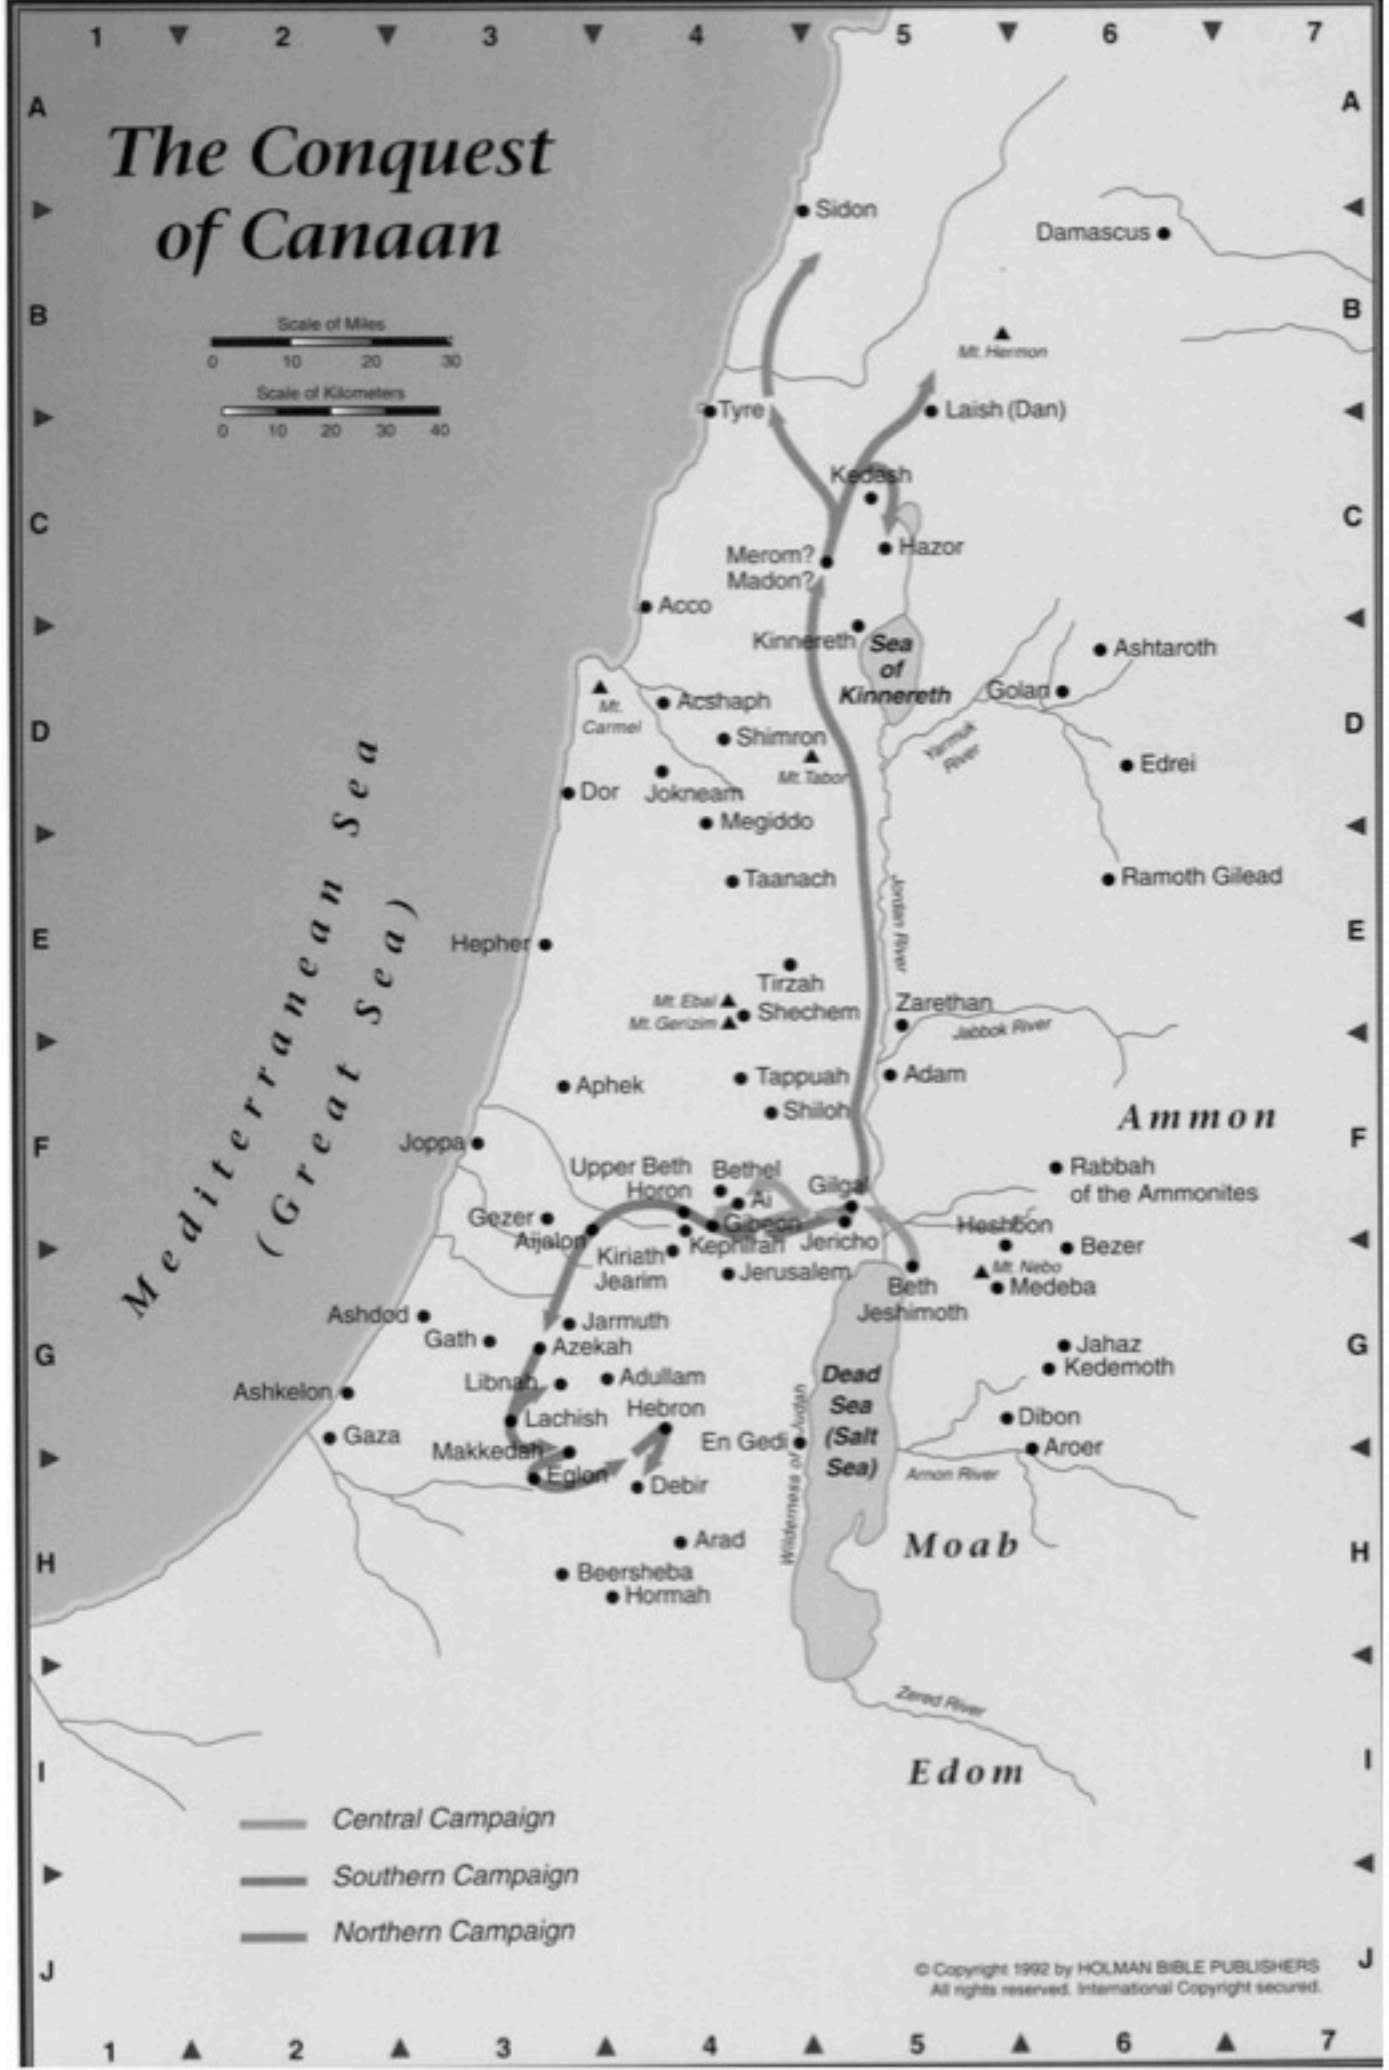 1 2 3 4 5 6 7
A A
The Conquest
of Canaan
Sidon
Damascus
B B
Scale of Miles
0 10 20 30
Mt. Hermon
Scale of Kilometers
0 10 20 30 40
Tyre
Laish (Dan)
Kedesh
C C
Hazor
Merom?
Madon?
Acco
Kinnereth
Sea
of
Kinnereth
Ashtaroth
Golan
Mt.
Carmel
Acshaph
D D
Shimron
Yarmuk
River
Mt. Tabor
Edrei
Dor
Jokneam
Megiddo
Taanach
Ramoth Gilead
Jordan River
Mediterranean Sea
(Great Sea)
E E
Hepher
Tirzah
Mt. Ebal
Shechem
Mt. Gerizim
Zarethan
Jabbok River
Aphek
Tappuah
Adam
Shiloh
Ammon
F F
Joppa
Upper Beth
Horon
Bethel
Ai
Gilgal
Rabbah
of the Ammonites
Gezer
Gibeon
Heshbon
Aijalon
Kephirah
Jericho
Bezer
Kiriath
Jearim
Jerusalem
Mt. Nebo
Beth
Jeshimoth
Medeba
Ashdod
Jarmuth
Gath
Azekah
Jahaz
G G
Kedemoth
Libnah
Adullam
Dead
Sea
(Salt
Sea)
Ashkelon
Lachish
Hebron
Dibon
Gaza
Makkedah
En Gedi
Aroer
Wilderness of Judah
Arnon River
Eglon
Debir
Arad
Moab
H H
Beersheba
Hormah
Zered River
I I
Edom
Central Campaign
Southern Campaign
Northern Campaign
J J
© Copyright 1992 by HOLMAN BIBLE PUBLISHERS
All rights reserved. International Copyright secured.
1 2 3 4 5 6 7